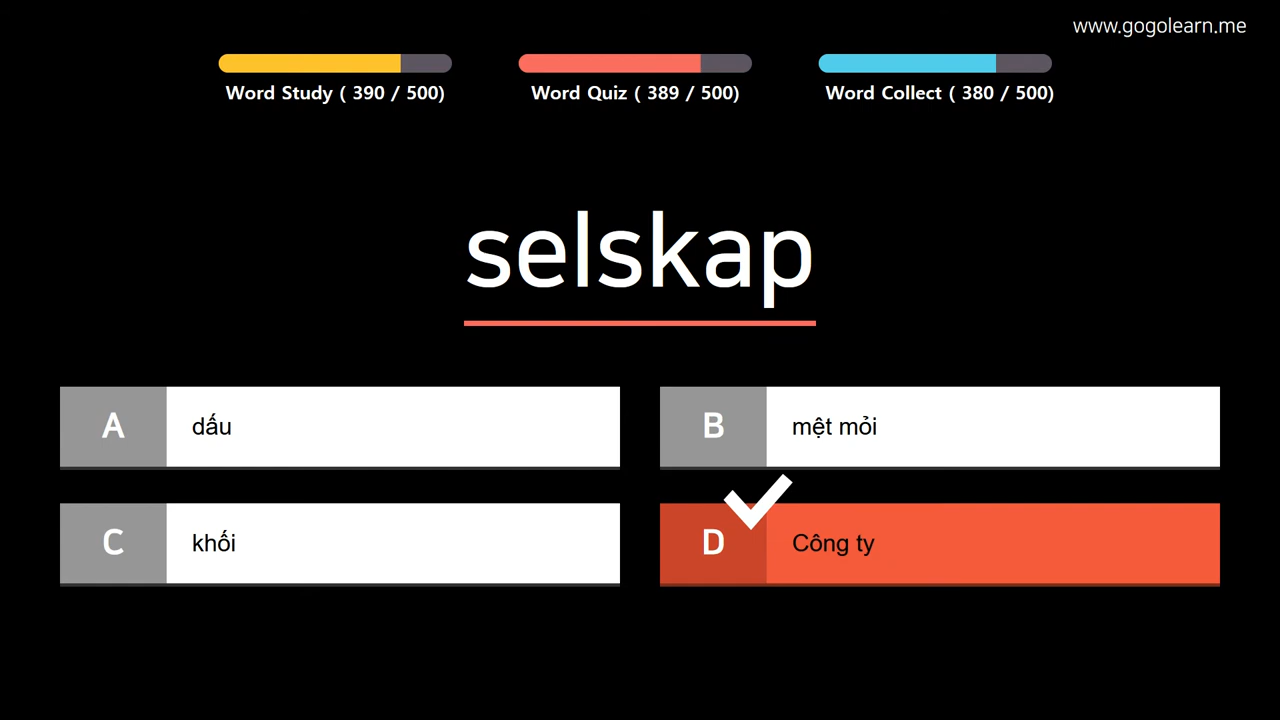 www.gogolearn.me
Word Study ( 390 / 500)
Word Quiz ( 389 / 500)
Word Collect ( 380 / 500)
selskap
A dấu
B mệt mỏi
C khối
D Công ty